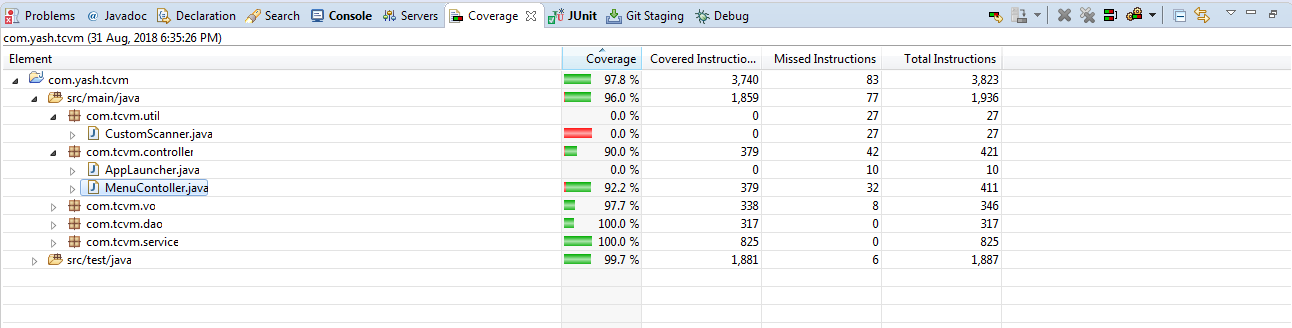 Problems @ Javadoc Declaration Search Console Servers Coverage JUnit Git Staging Debug
com.yash.tcvm (31 Aug, 2018 6:35:26 PM)
Element Coverage Covered Instructio... Missed Instructions Total Instructions
com.yash.tcvm 97.8 % 3,740 83 3,823
src/main/java 96.0 % 1,859 77 1,936
com.tcvm.util 0.0 % 0 27 27
CustomScanner.java 0.0 % 0 27 27
com.tcvm.controller 90.0 % 379 42 421
AppLauncher.java 0.0 % 0 10 10
MenuContoller.java 92.2 % 379 32 411
com.tcvm.vo 97.7 % 338 8 346
com.tcvm.dao 100.0 % 317 0 317
com.tcvm.service 100.0 % 825 0 825
src/test/java 99.7 % 1,881 6 1,887